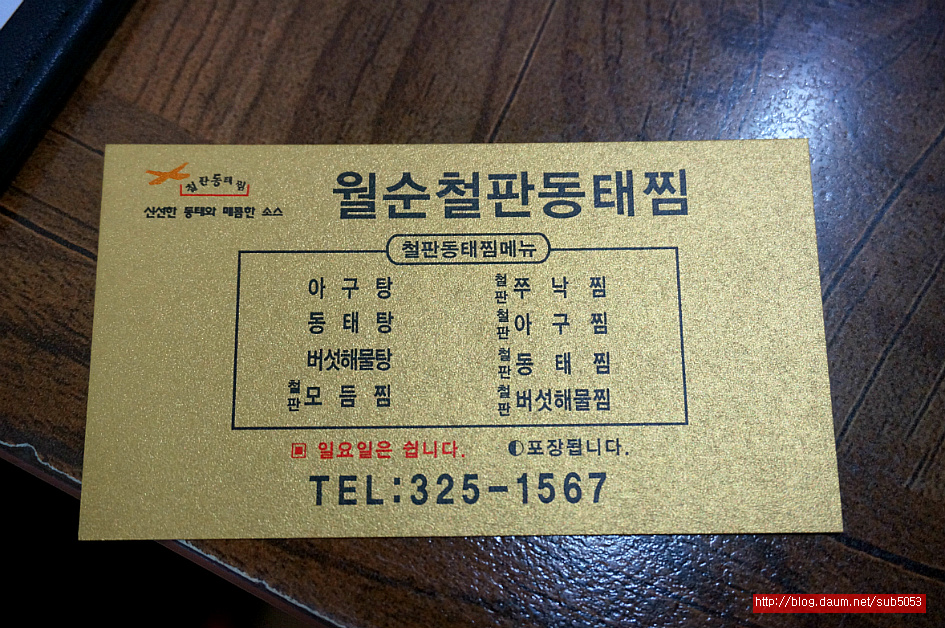 철판동태찜
신선한 동태와 매콤한 소스
월순철판동태찜
철판동태찜메뉴
아구탕
동태탕
버섯해물탕
철판모듬찜
철판쭈낙찜
철판아구찜
철판동태찜
철판버섯해물찜
▣ 일요일은 쉽니다.
◐포장됩니다.
TEL:325-1567
http://blog.daum.net/sub5053